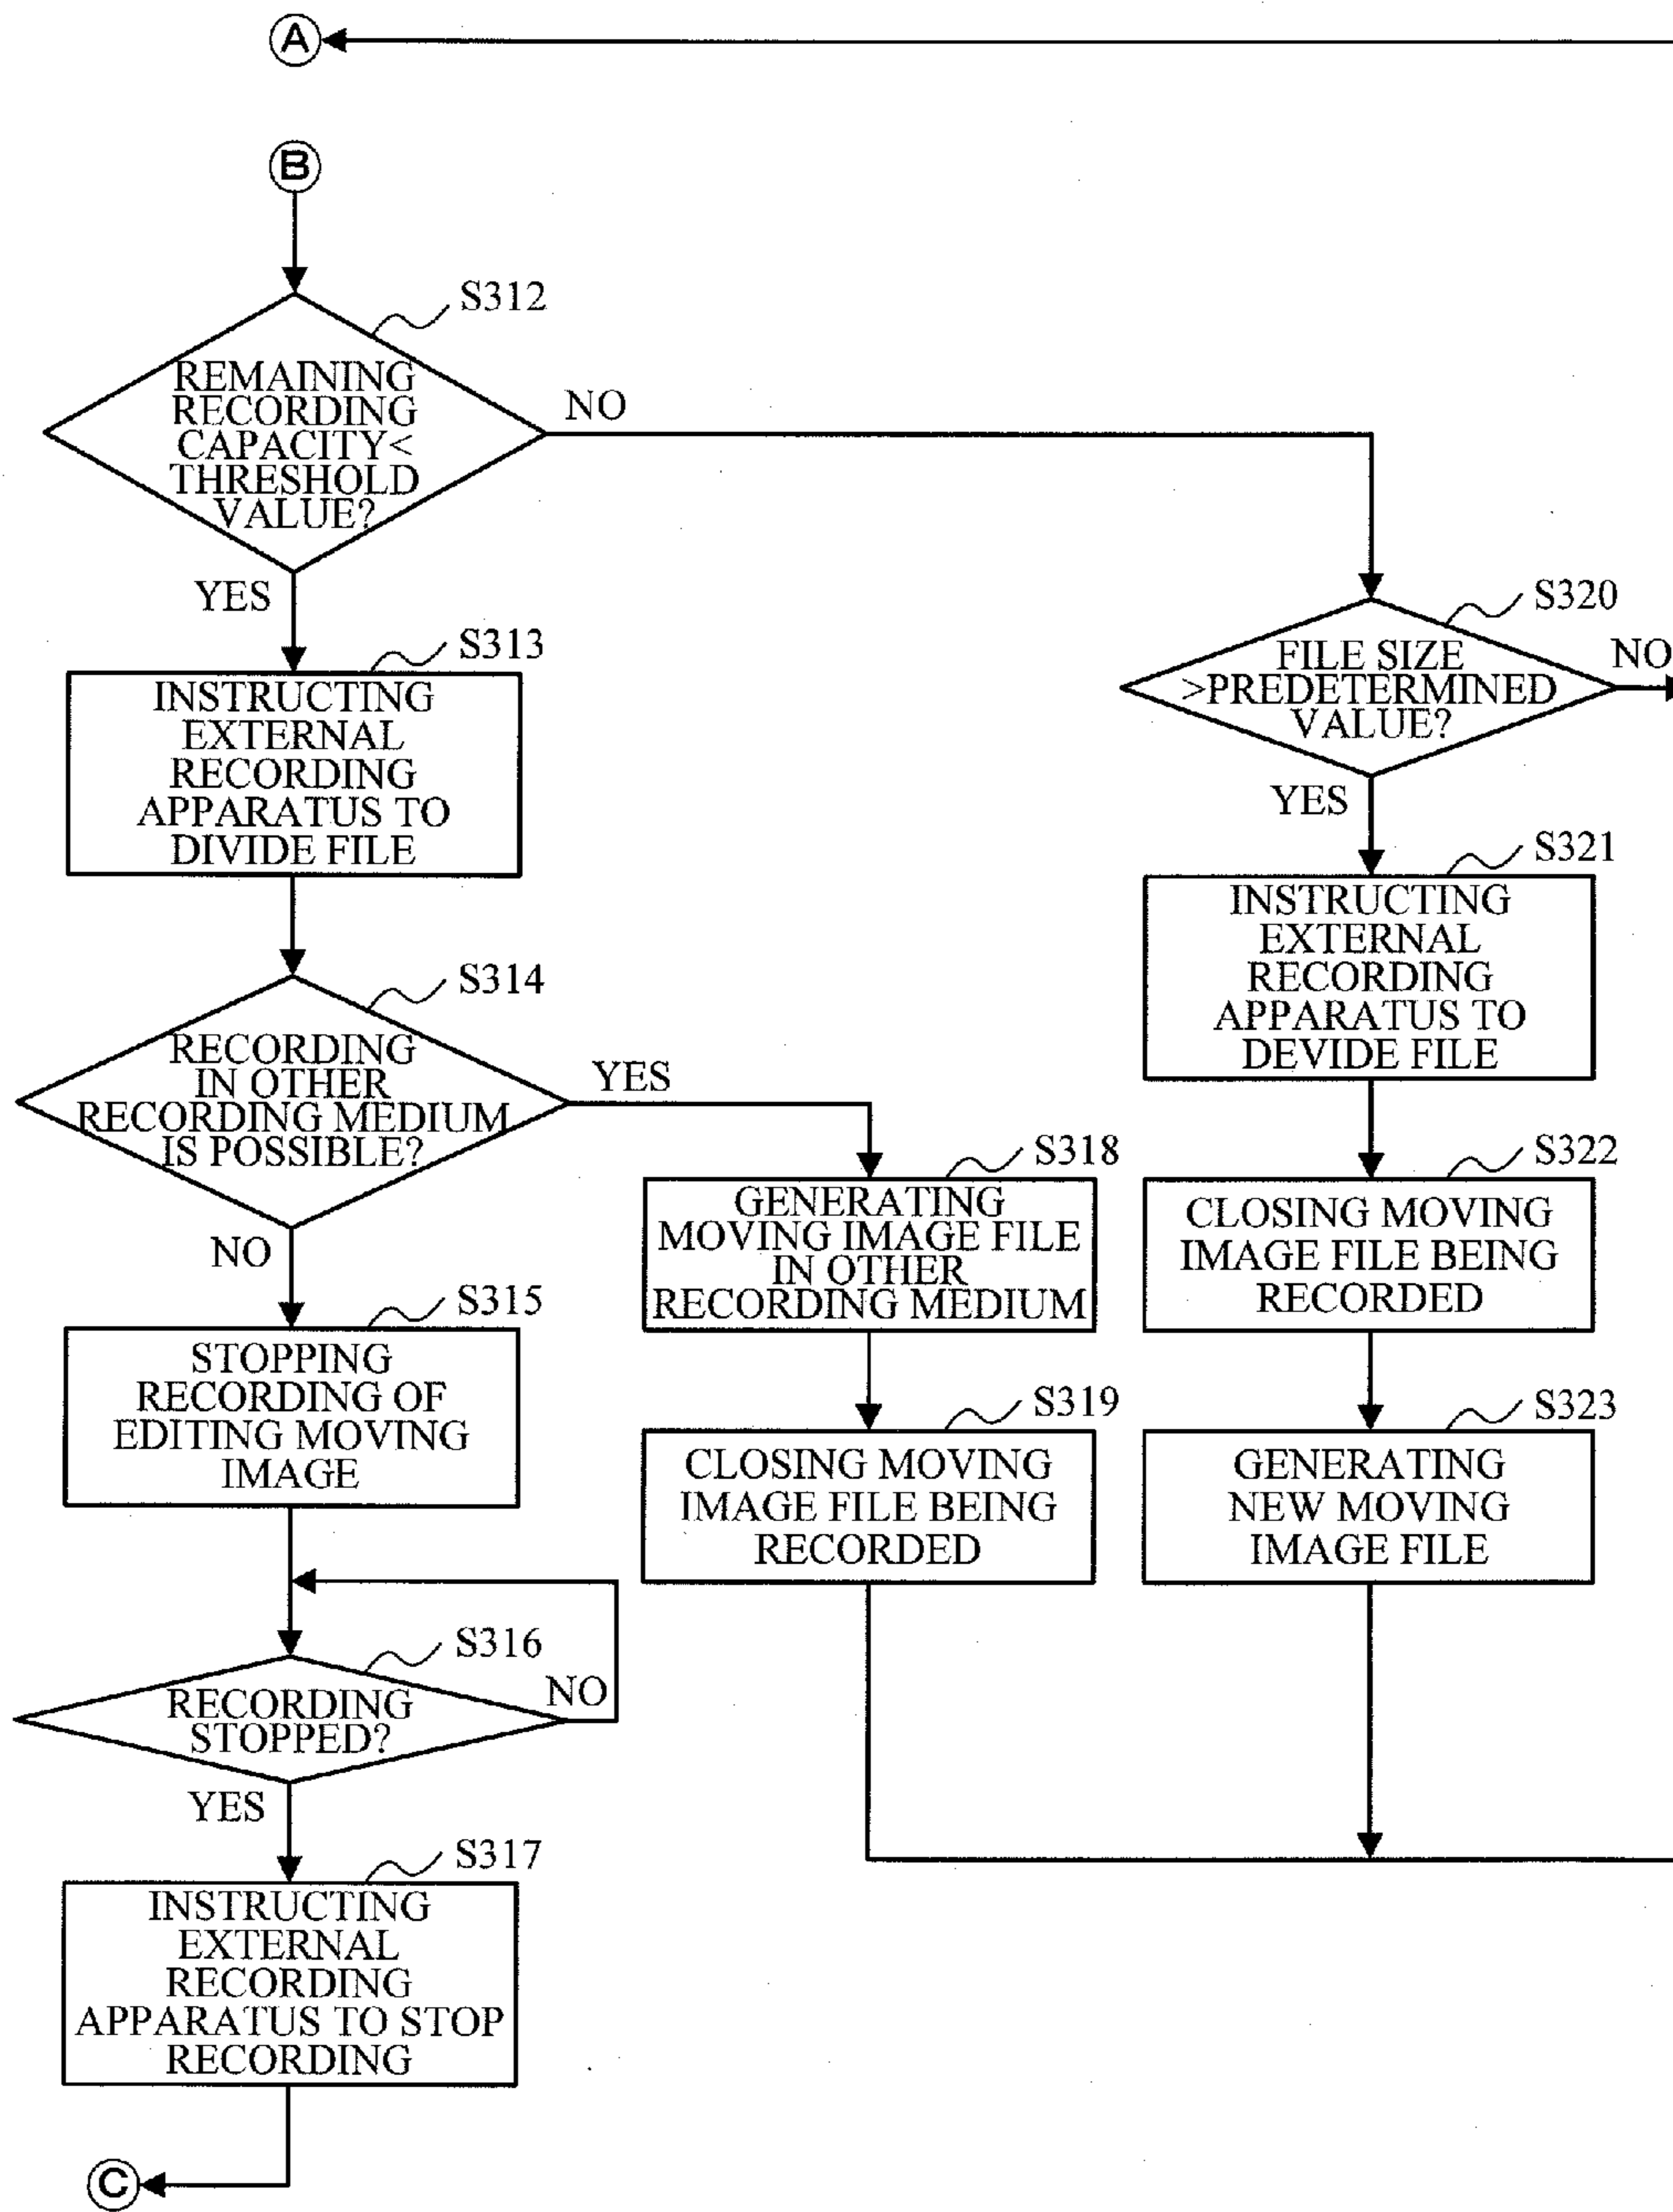 A
B
S312
REMAINING
RECORDING
CAPACITY<
THRESHOLD
VALUE?
NO
YES
S313
INSTRUCTING
EXTERNAL
RECORDING
APPARATUS TO
DIVIDE FILE
S314
RECORDING
IN OTHER
RECORDING MEDIUM
IS POSSIBLE?
YES
NO
S315
STOPPING
RECORDING OF
EDITING MOVING
IMAGE
S316
RECORDING
STOPPED?
NO
YES
S317
INSTRUCTING
EXTERNAL
RECORDING
APPARATUS TO STOP
RECORDING
C
S318
GENERATING
MOVING IMAGE FILE
IN OTHER
RECORDING MEDIUM
S319
CLOSING MOVING
IMAGE FILE BEING
RECORDED
S320
FILE SIZE
>PREDETERMINED
VALUE?
NO
YES
S321
INSTRUCTING
EXTERNAL
RECORDING
APPARATUS TO
DEVIDE FILE
S322
CLOSING MOVING
IMAGE FILE BEING
RECORDED
S323
GENERATING
NEW MOVING
IMAGE FILE